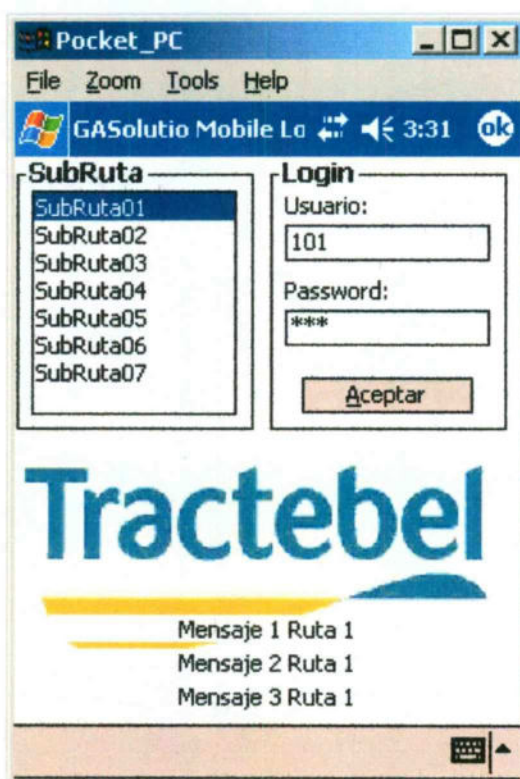 Pocket_PC
File Zoom Tools Help
GASolutio Mobile Lo 3:31 ok
SubRuta
SubRuta01
SubRuta02
SubRuta03
SubRuta04
SubRuta05
SubRuta06
SubRuta07
Login
Usuario:
101
Password:
***
Aceptar
Tractebel
Mensaje 1 Ruta 1
Mensaje 2 Ruta 1
Mensaje 3 Ruta 1